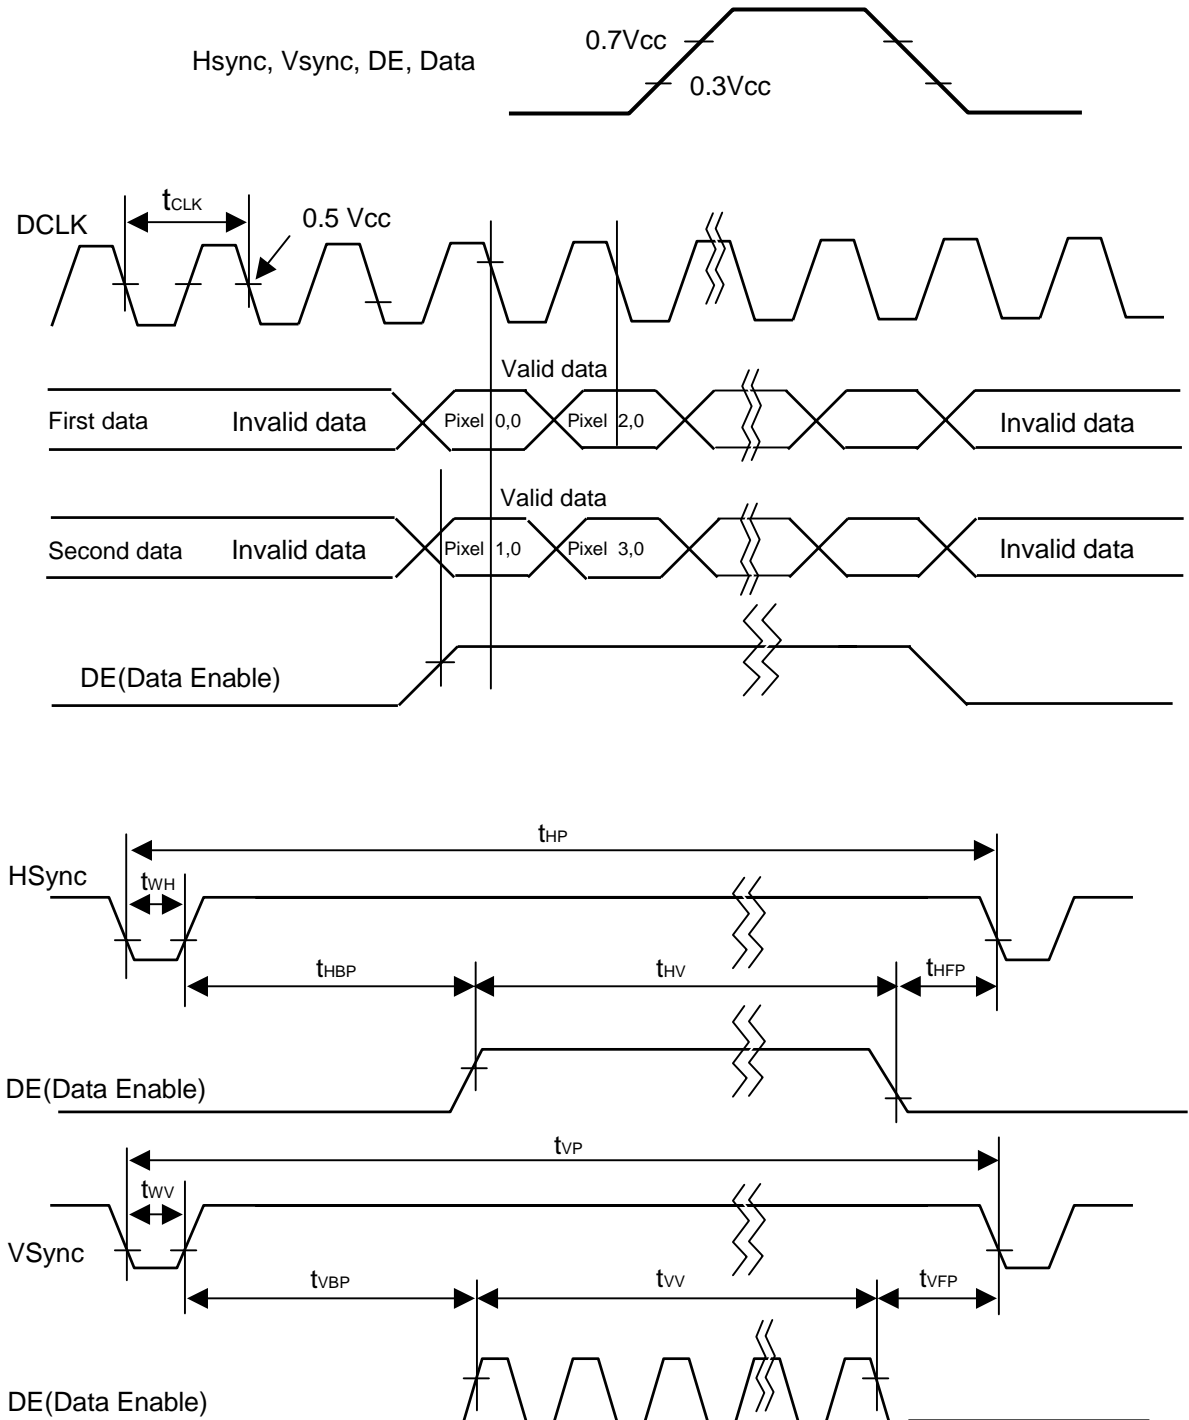 0.7Vcc
Hsync, Vsync, DE, Data
0.3Vcc
tCLK
DCLK
0.5 Vcc
Valid data
First data
Invalid data
Pixel 0,0
Pixel 2,0
Invalid data
Valid data
Second data
Invalid data
Pixel 1,0
Pixel 3,0
Invalid data
DE(Data Enable)
tHP
HSync
tWH
tHBP
tHV
tHFP
DE(Data Enable)
tVP
tWV
VSync
tVBP
tVV
tVFP
DE(Data Enable)